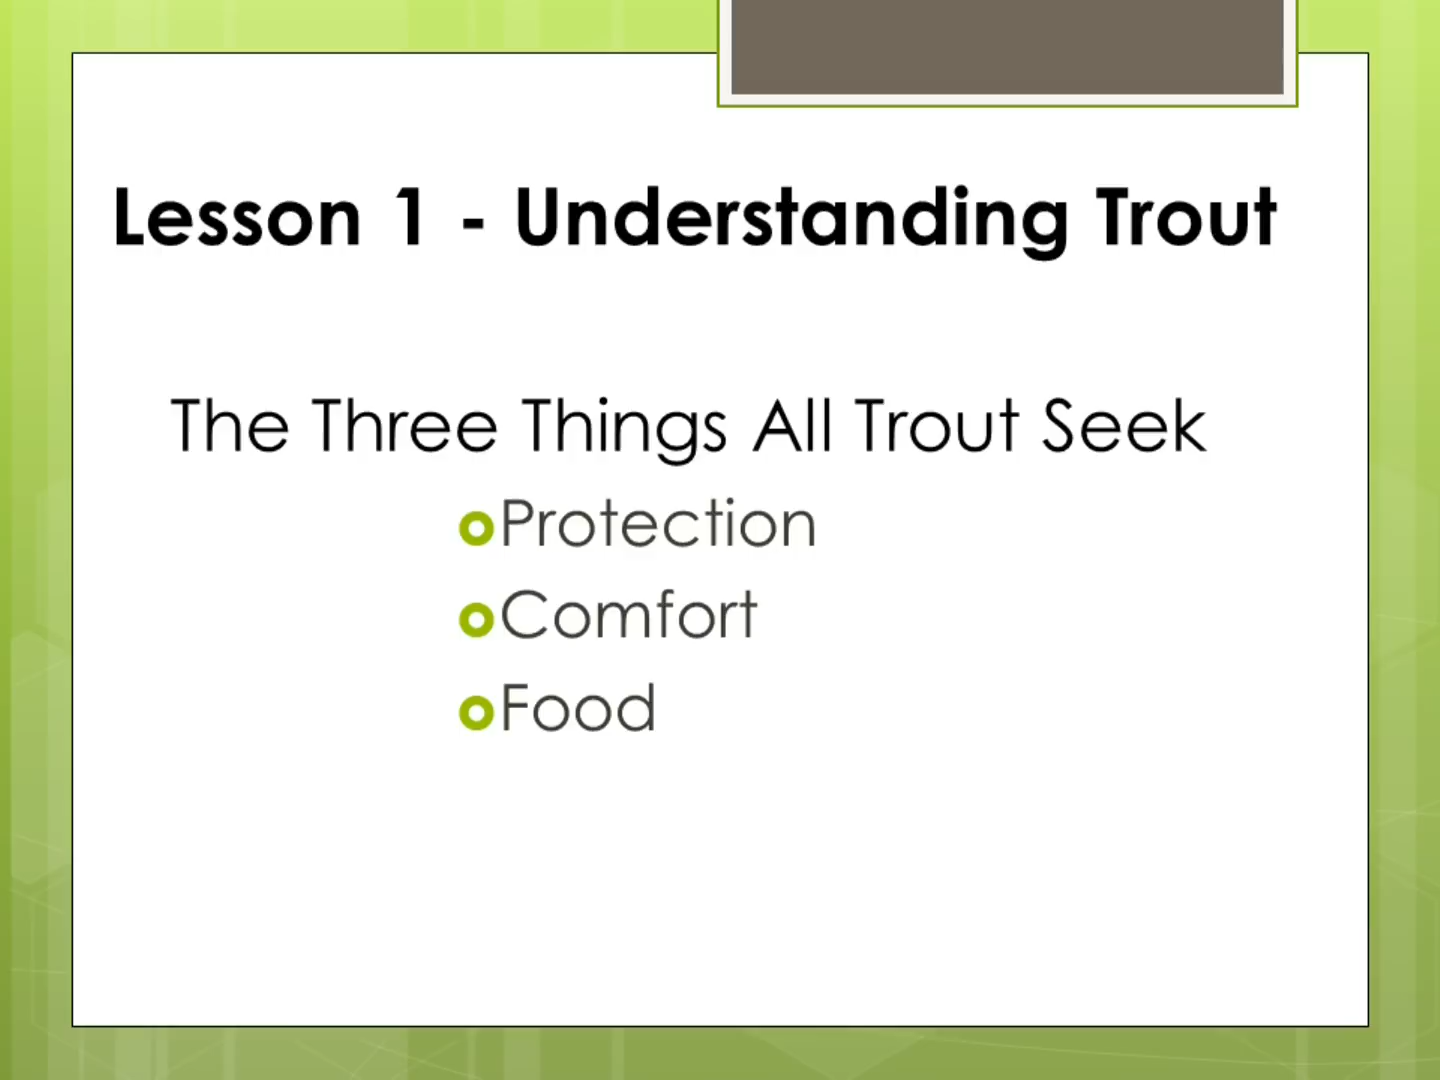 Lesson 1 - Understanding Trout
The Three Things All Trout Seek
Protection
Comfort
Food